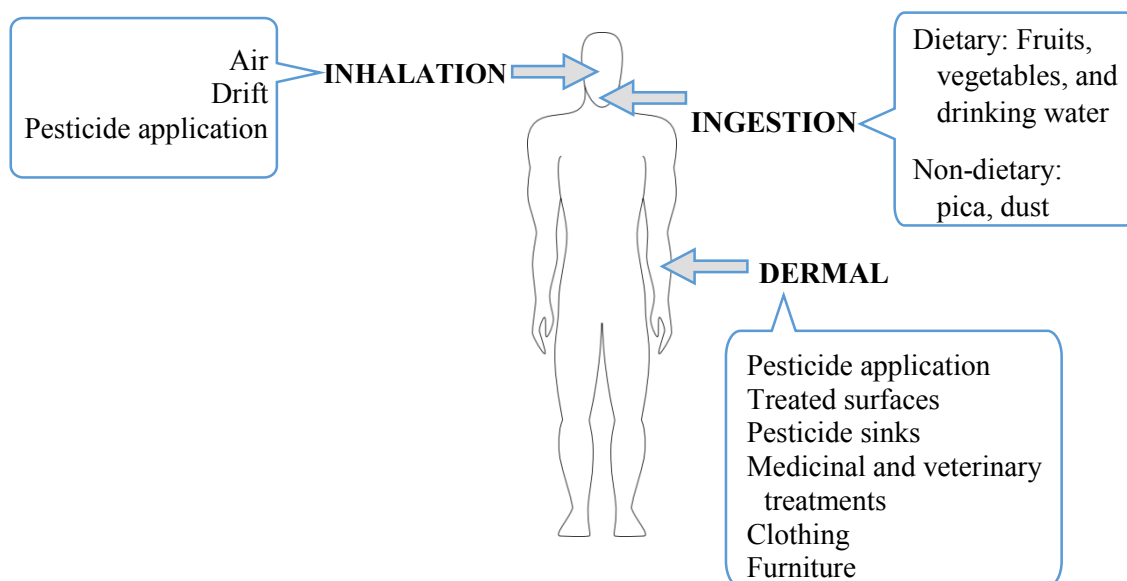 Air
Drift
Pesticide application
INHALATION
INGESTION
Dietary: Fruits,
vegetables, and
drinking water
Non-dietary:
pica, dust
DERMAL
Pesticide application
Treated surfaces
Pesticide sinks
Medicinal and veterinary
treatments
Clothing
Furniture